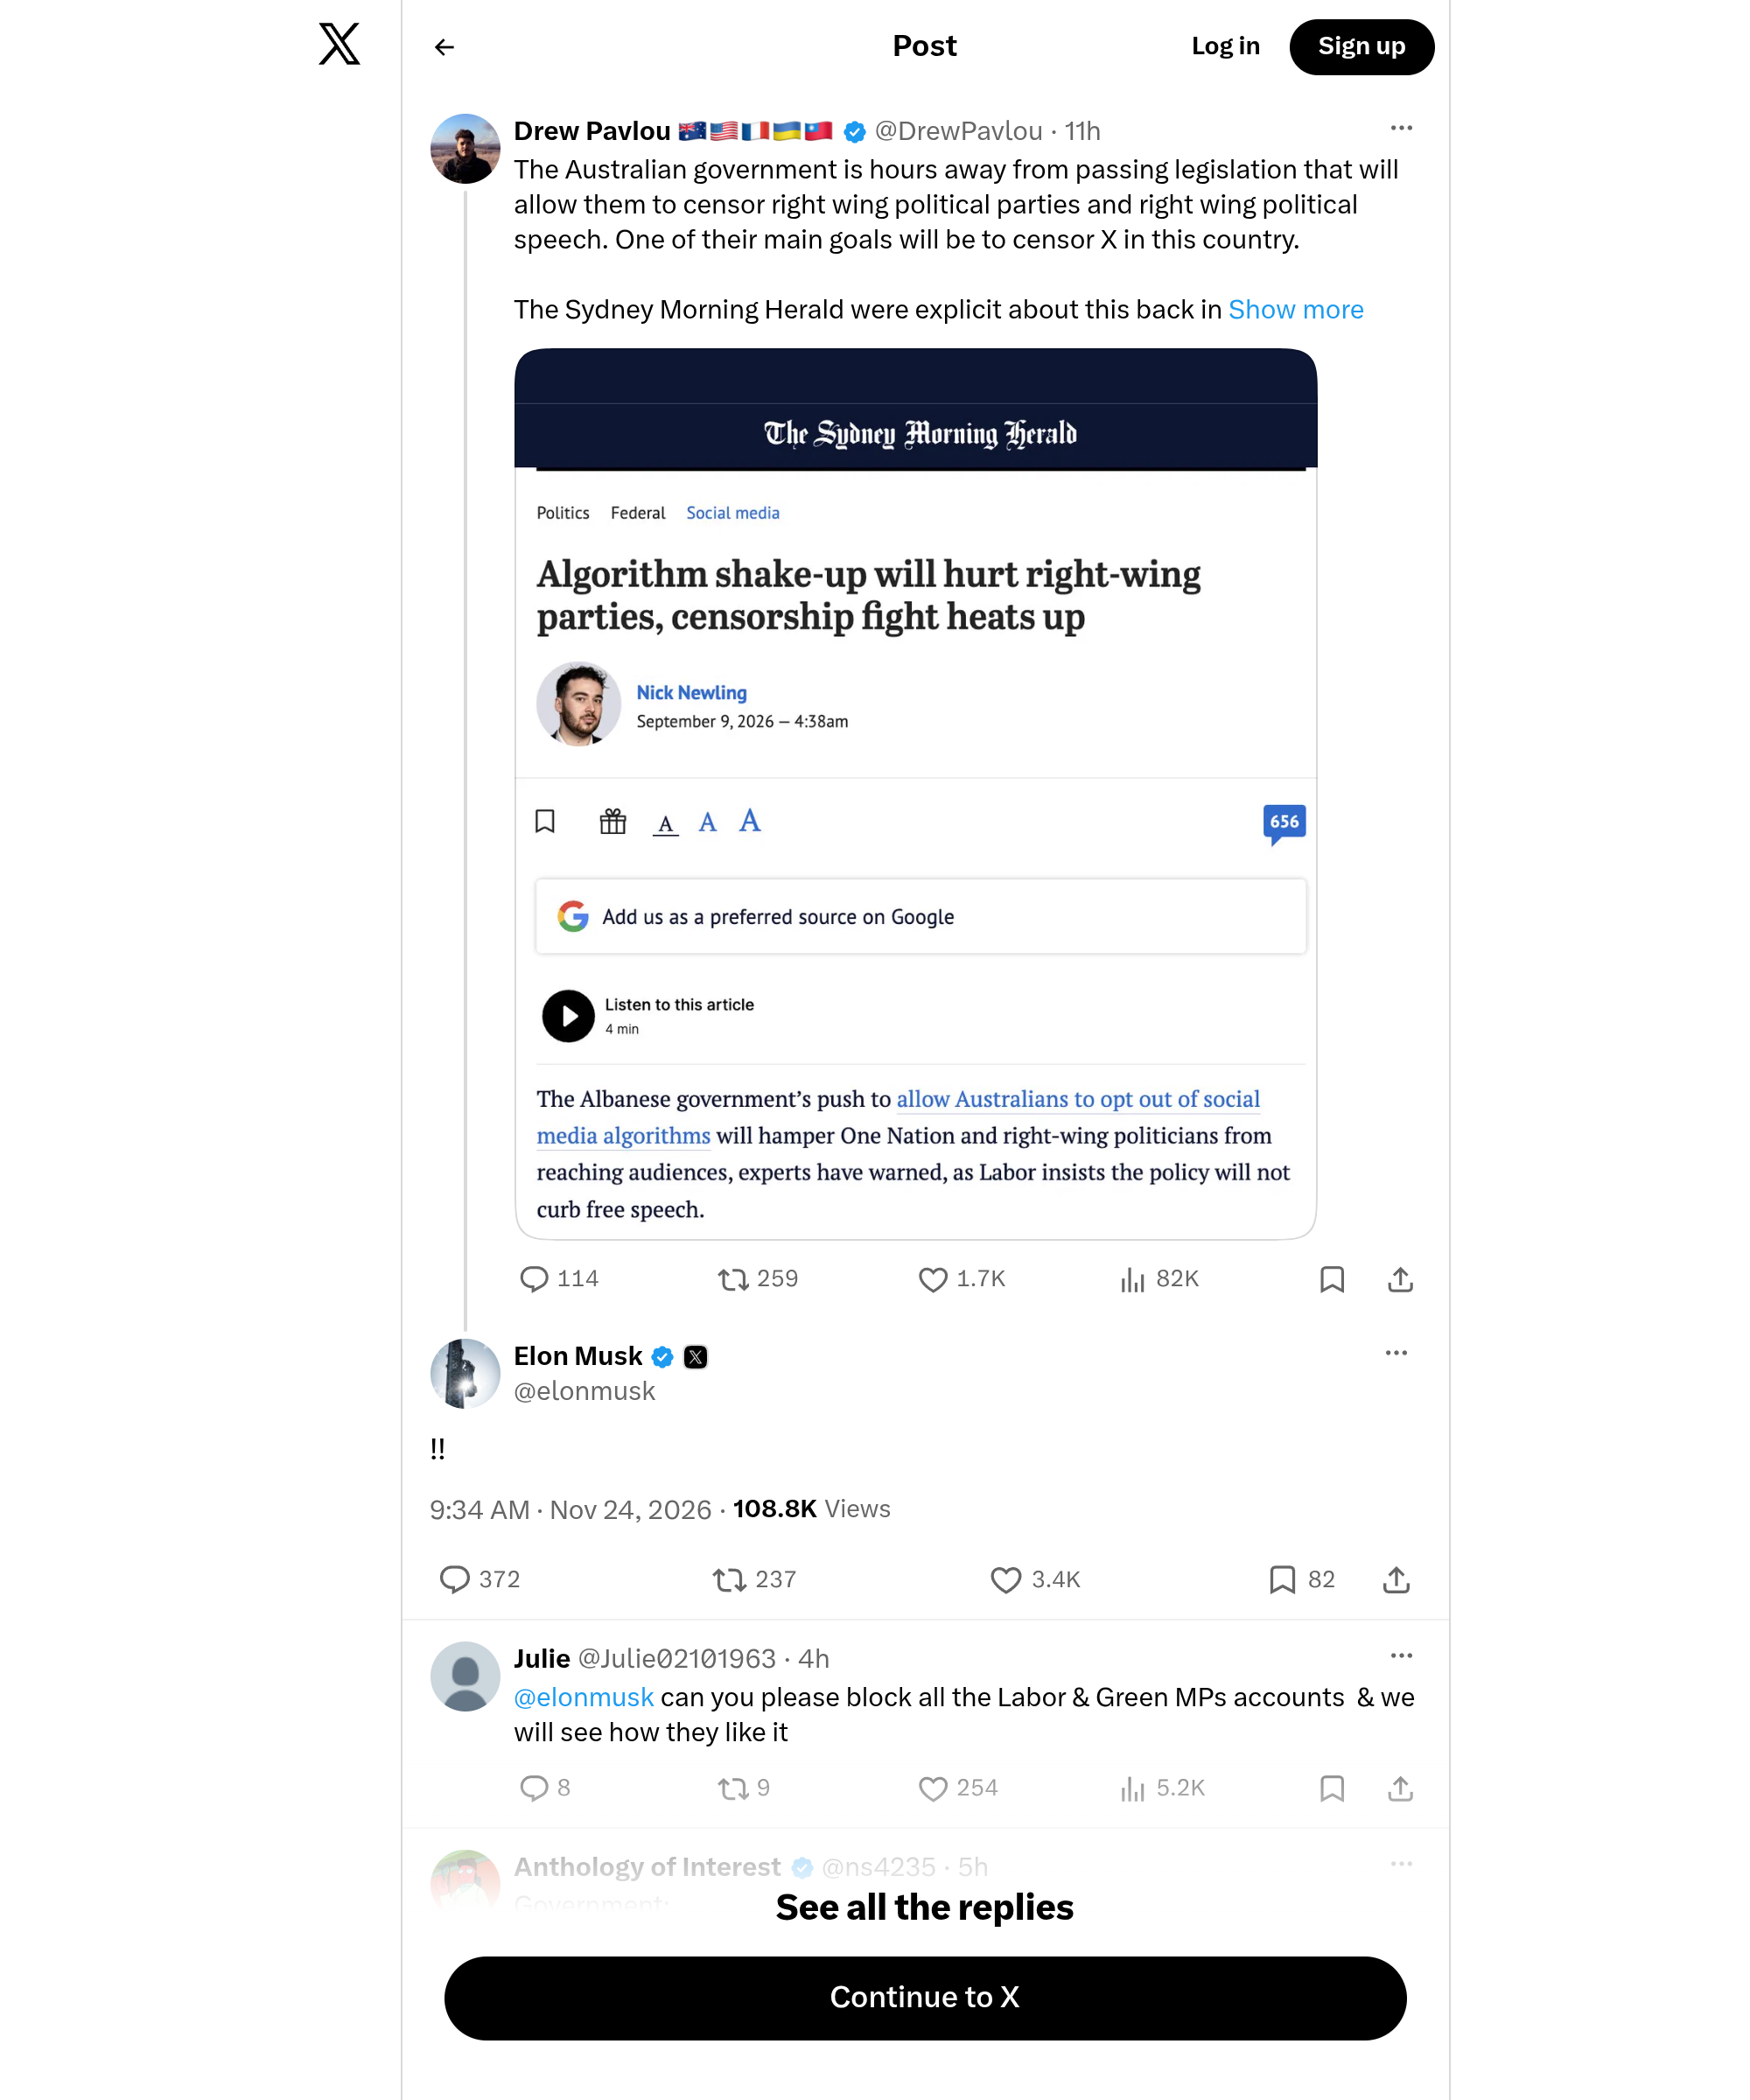 Post
Log in
Sign up
Drew Pavlou 🇦🇺🇺🇸🇫🇷🇺🇦🇹🇼 @DrewPavlou · 11h
The Australian government is hours away from passing legislation that will
allow them to censor right wing political parties and right wing political
speech. One of their main goals will be to censor X in this country.
The Sydney Morning Herald were explicit about this back in Show more
The Sydney Morning Herald
Politics Federal Social media
Algorithm shake-up will hurt right-wing
parties, censorship fight heats up
Nick Newling
September 9, 2026 – 4:38am
A A A
656
Add us as a preferred source on Google
Listen to this article
4 min
The Albanese government’s push to allow Australians to opt out of social
media algorithms will hamper One Nation and right-wing politicians from
reaching audiences, experts have warned, as Labor insists the policy will not
curb free speech.
114 259 1.7K 82K
Elon Musk
@elonmusk
!!
9:34 AM · Nov 24, 2026 · 108.8K Views
372 237 3.4K 82
Julie @Julie02101963 · 4h
@elonmusk can you please block all the Labor & Green MPs accounts & we
will see how they like it
8 9 254 5.2K
Anthology of Interest @ns4235 · 5h
Government:
See all the replies
Continue to X